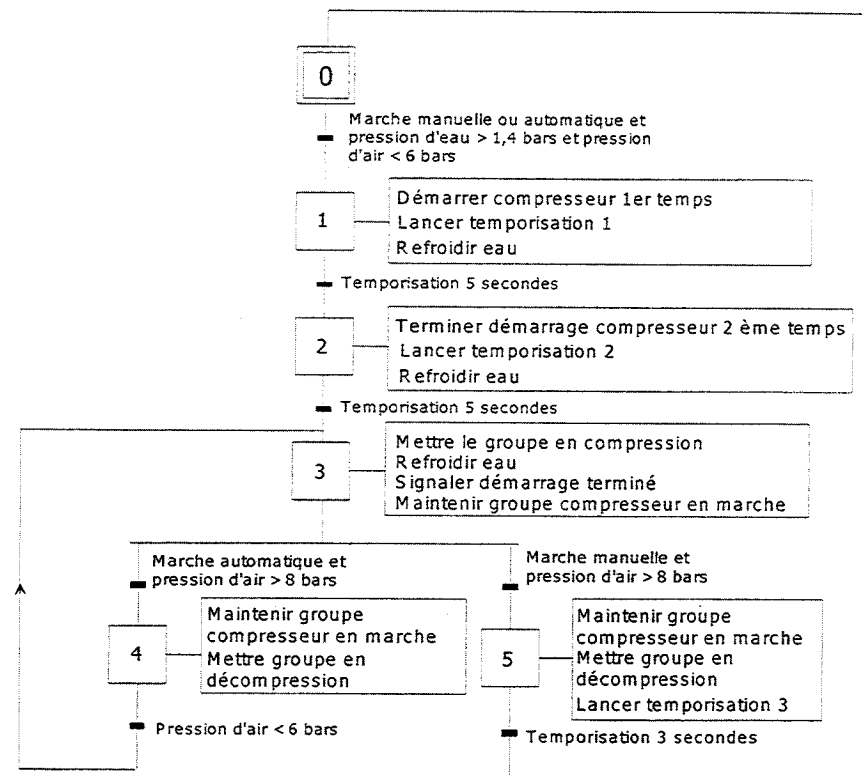 0
Marche manuelle ou automatique et
pression d'eau > 1,4 bars et pression
d'air < 6 bars
1
Démarrer compresseur 1er temps
Lancer temporisation 1
Refroidir eau
Temporisation 5 secondes
2
Terminer démarrage compresseur 2 ème temps
Lancer temporisation 2
Refroidir eau
Temporisation 5 secondes
3
Mettre le groupe en compression
Refroidir eau
Signaler démarrage terminé
Maintenir groupe compresseur en marche
Marche automatique et
pression d'air > 8 bars
4
Maintenir groupe
compresseur en marche
Mettre groupe en
décompression
Pression d'air < 6 bars
Marche manuelle et
pression d'air > 8 bars
5
Maintenir groupe
compresseur en marche
Mettre groupe en
décompression
Lancer temporisation 3
Temporisation 3 secondes